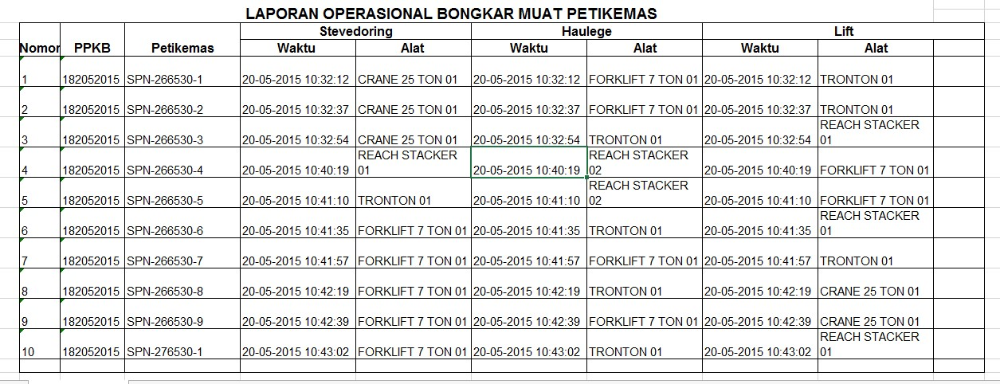 LAPORAN OPERASIONAL BONGKAR MUAT PETIKEMAS
Stevedoring Haulege Lift
Nomor PPKB Petikemas Waktu Alat Waktu Alat Waktu Alat
1 182052015 SPN-266530-1 20-05-2015 10:32:12 CRANE 25 TON 01 20-05-2015 10:32:12 FORKLIFT 7 TON 01 20-05-2015 10:32:12 TRONTON 01
2 182052015 SPN-266530-2 20-05-2015 10:32:37 CRANE 25 TON 01 20-05-2015 10:32:37 FORKLIFT 7 TON 01 20-05-2015 10:32:37 TRONTON 01
3 182052015 SPN-266530-3 20-05-2015 10:32:54 CRANE 25 TON 01 20-05-2015 10:32:54 TRONTON 01 20-05-2015 10:32:54 REACH STACKER 01
4 182052015 SPN-266530-4 20-05-2015 10:40:19 REACH STACKER 01 20-05-2015 10:40:19 REACH STACKER 02 20-05-2015 10:40:19 FORKLIFT 7 TON 01
5 182052015 SPN-266530-5 20-05-2015 10:41:10 TRONTON 01 20-05-2015 10:41:10 REACH STACKER 02 20-05-2015 10:41:10 FORKLIFT 7 TON 01
6 182052015 SPN-266530-6 20-05-2015 10:41:35 FORKLIFT 7 TON 01 20-05-2015 10:41:35 TRONTON 01 20-05-2015 10:41:35 REACH STACKER 01
7 182052015 SPN-266530-7 20-05-2015 10:41:57 FORKLIFT 7 TON 01 20-05-2015 10:41:57 FORKLIFT 7 TON 01 20-05-2015 10:41:57 TRONTON 01
8 182052015 SPN-266530-8 20-05-2015 10:42:19 FORKLIFT 7 TON 01 20-05-2015 10:42:19 TRONTON 01 20-05-2015 10:42:19 CRANE 25 TON 01
9 182052015 SPN-266530-9 20-05-2015 10:42:39 FORKLIFT 7 TON 01 20-05-2015 10:42:39 FORKLIFT 7 TON 01 20-05-2015 10:42:39 CRANE 25 TON 01
10 182052015 SPN-276530-1 20-05-2015 10:43:02 FORKLIFT 7 TON 01 20-05-2015 10:43:02 TRONTON 01 20-05-2015 10:43:02 REACH STACKER 01